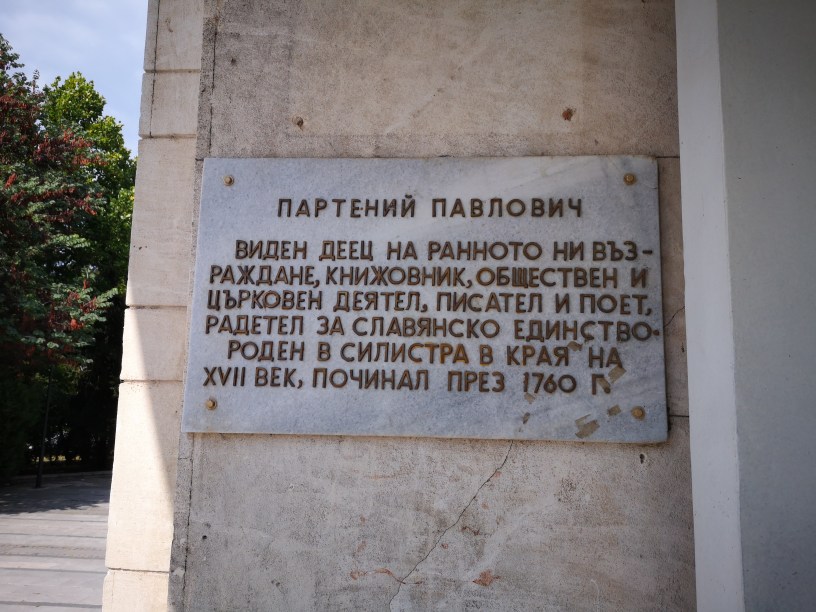 ПАРТЕНИЙ ПАВЛОВИЧ
ВИДЕН ДЕЕЦ НА РАННОТО НИ ВЪЗ-
РАЖДАНЕ, КНИЖОВНИК, ОБЩЕСТВЕН И
ЦЪРКОВЕН ДЕЯТЕЛ, ПИСАТЕЛ И ПОЕТ,
РАДЕТЕЛ ЗА СЛАВЯНСКО ЕДИНСТВО.
РОДЕН В СИЛИСТРА В КРАЯ НА
XVII ВЕК, ПОЧИНАЛ ПРЕЗ 1760 Г.